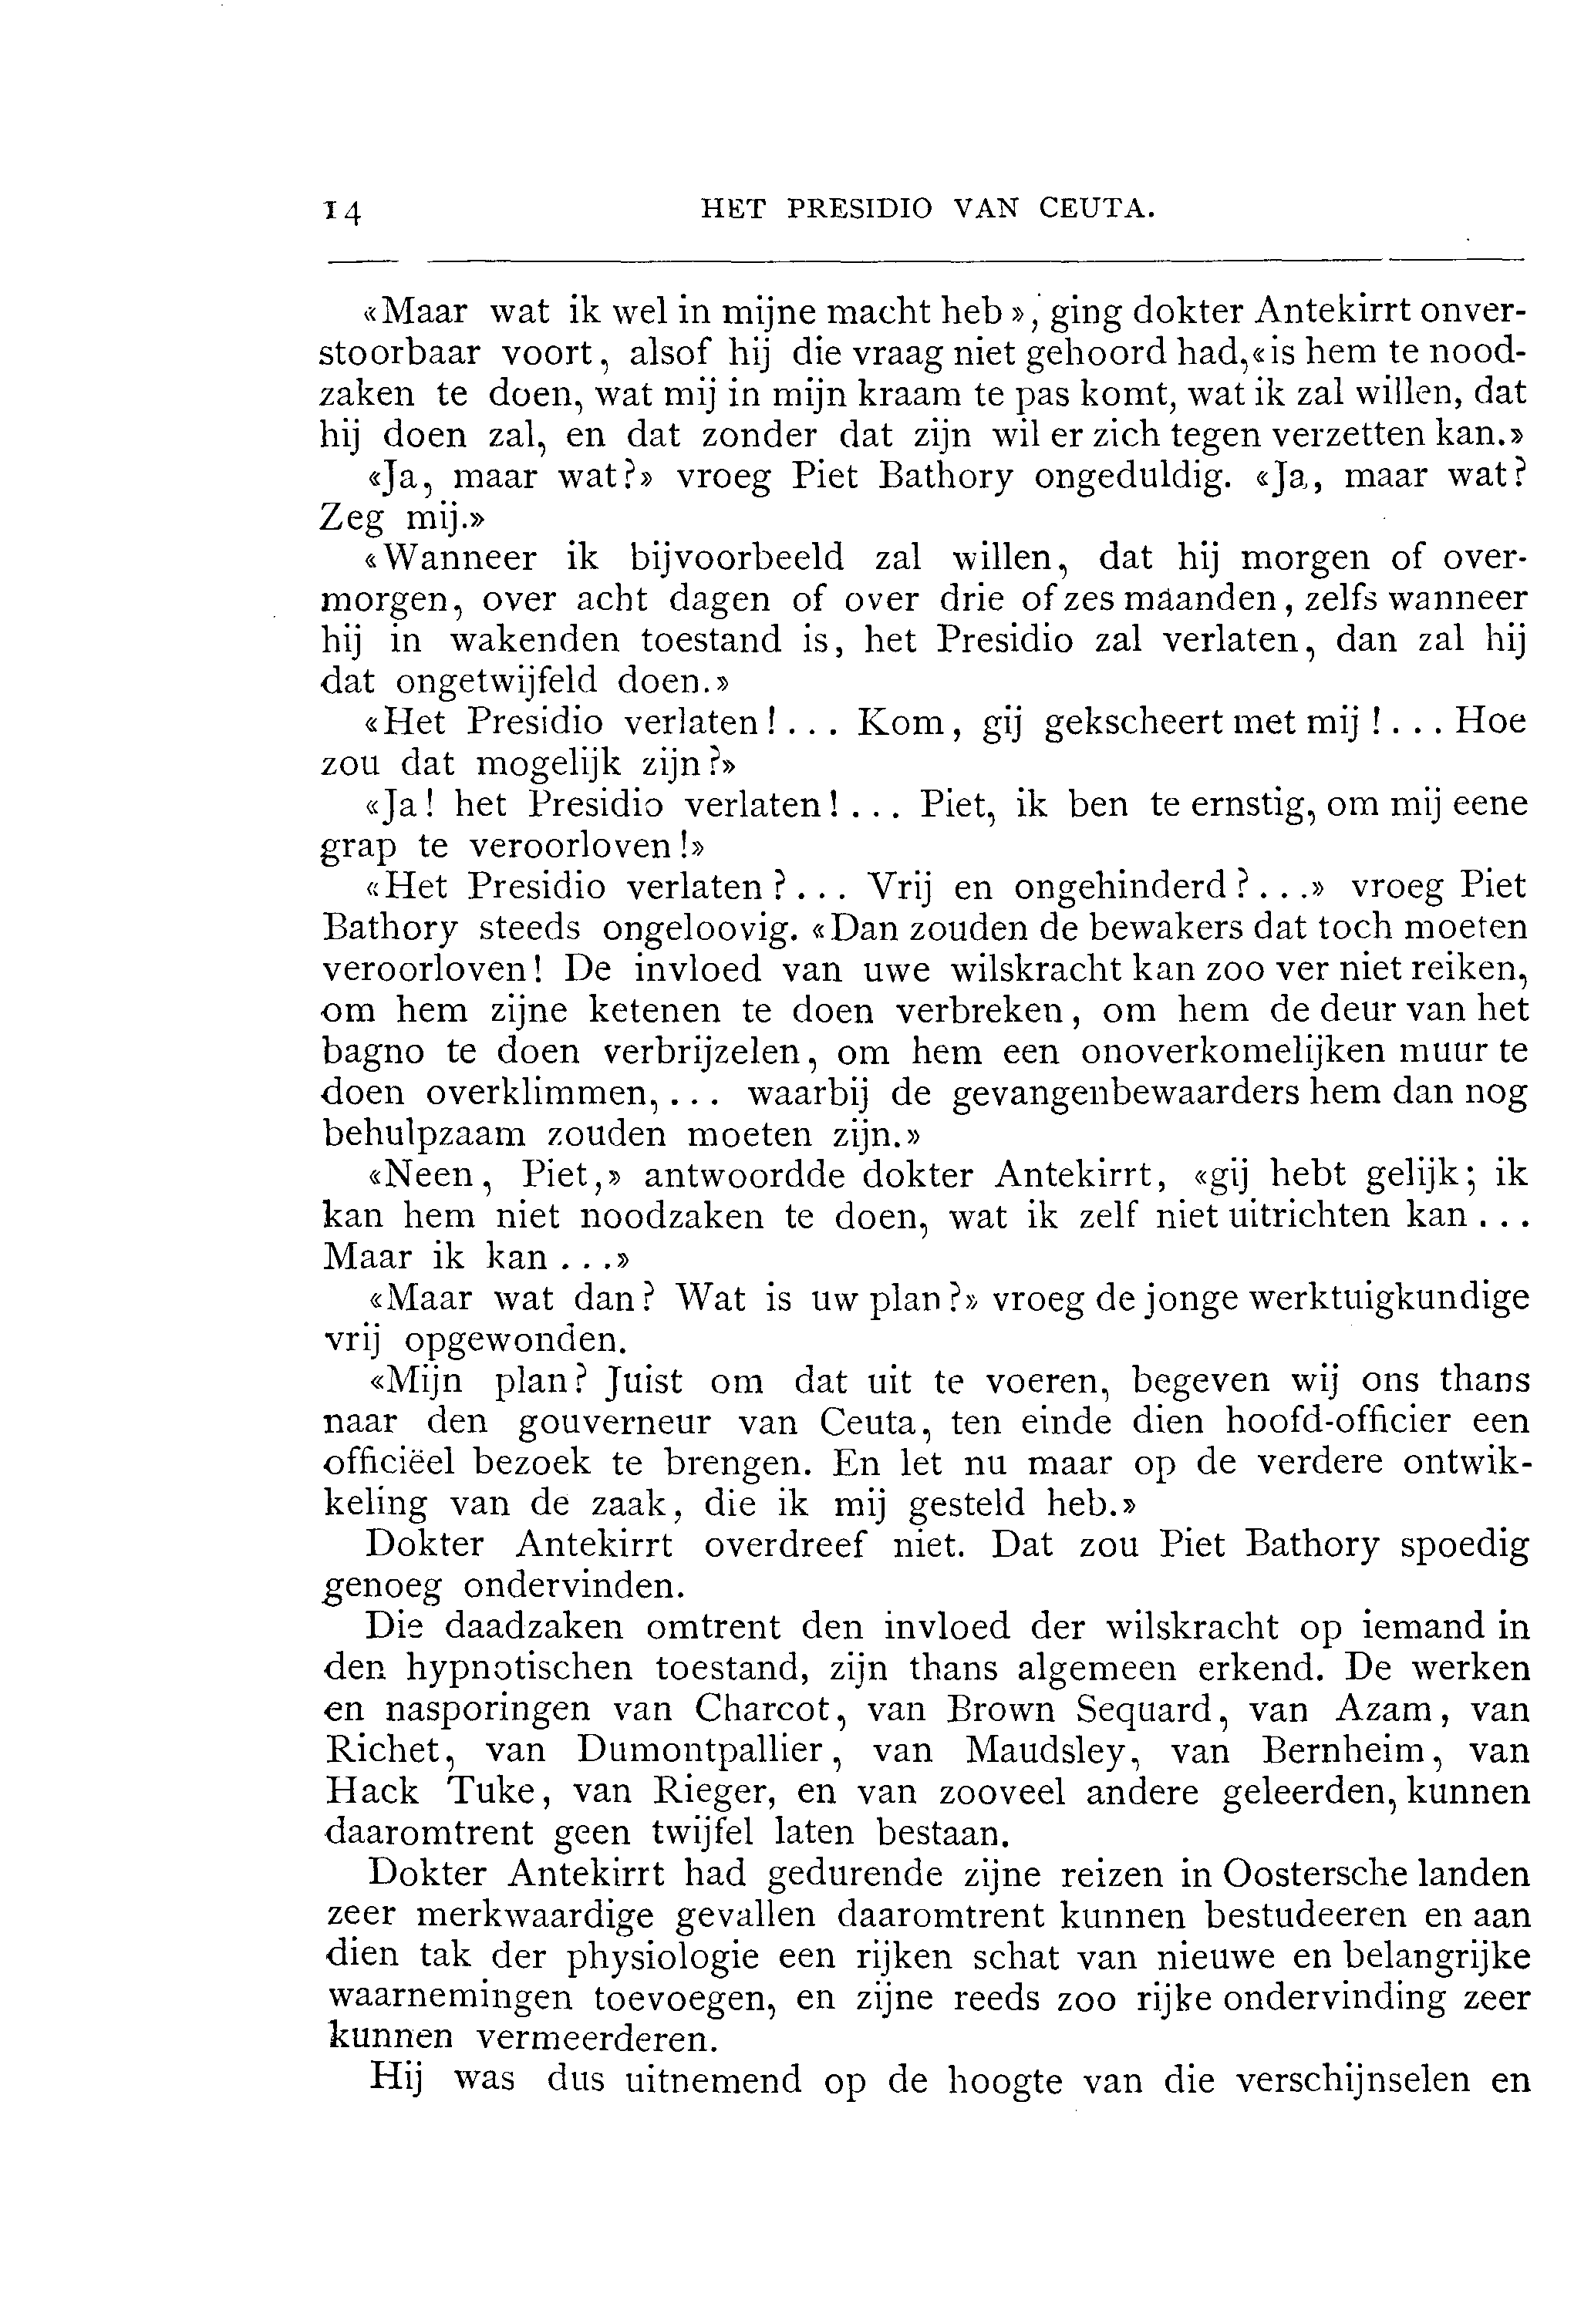 14 HET PRESIDIO VAN CEUTA.
«Maar wat ik wel in mijne macht heb», ging dokter Antekirrt onver-
stoorbaar voort, alsof hij die vraag niet gehoord had, «is hem te nood-
zaken te doen, wat mij in mijn kraam te pas komt, wat ik zal willen, dat
hij doen zal, en dat zonder dat zijn wil er zich tegen verzetten kan.»
«Ja, maar wat?» vroeg Piet Bathory ongeduldig. «Ja, maar wat?
Zeg mij.»
«Wanneer ik bijvoorbeeld zal willen, dat hij morgen of over-
morgen, over acht dagen of over drie of zes maanden, zelfs wanneer
hij in wakenden toestand is, het Presidio zal verlaten, dan zal hij
dat ongetwijfeld doen.»
«Het Presidio verlaten!... Kom, gij gekscheert met mij!... Hoe
zou dat mogelijk zijn?»
«Ja! het Presidio verlaten!... Piet, ik ben te ernstig, om mij eene
grap te veroorloven!»
«Het Presidio verlaten?... Vrij en ongehinderd?...» vroeg Piet
Bathory steeds ongeloovig. «Dan zouden de bewakers dat toch moeten
veroorloven! De invloed van uwe wilskracht kan zoo ver niet reiken,
om hem zijne ketenen te doen verbreken, om hem de deur van het
bagno te doen verbrijzelen, om hem een onoverkomelijken muur te
doen overklimmen,... waarbij de gevangenbewaarders hem dan nog
behulpzaam zouden moeten zijn.»
«Neen, Piet,» antwoordde dokter Antekirrt, «gij hebt gelijk; ik
kan hem niet noodzaken te doen, wat ik zelf niet uitrichten kan...
Maar ik kan...»
«Maar wat dan? Wat is uw plan?» vroeg de jonge werktuigkundige
vrij opgewonden.
«Mijn plan? Juist om dat uit te voeren, begeven wij ons thans
naar den gouverneur van Ceuta, ten einde dien hoofd-officier een
officiëel bezoek te brengen. En let nu maar op de verdere ontwik-
keling van de zaak, die ik mij gesteld heb.»
Dokter Antekirrt overdreef niet. Dat zou Piet Bathory spoedig
genoeg ondervinden.
Die daadzaken omtrent den invloed der wilskracht op iemand in
den hypnotischen toestand, zijn thans algemeen erkend. De werken
en nasporingen van Charcot, van Brown Sequard, van Azam, van
Richet, van Dumontpallier, van Maudsley, van Bernheim, van
Hack Tuke, van Rieger, en van zooveel andere geleerden, kunnen
daaromtrent geen twijfel laten bestaan.
Dokter Antekirrt had gedurende zijne reizen in Oostersche landen
zeer merkwaardige gevallen daaromtrent kunnen bestudeeren en aan
dien tak der physiologie een rijken schat van nieuwe en belangrijke
waarnemingen toevoegen, en zijne reeds zoo rijke ondervinding zeer
kunnen vermeerderen.
Hij was dus uitnemend op de hoogte van die verschijnselen en